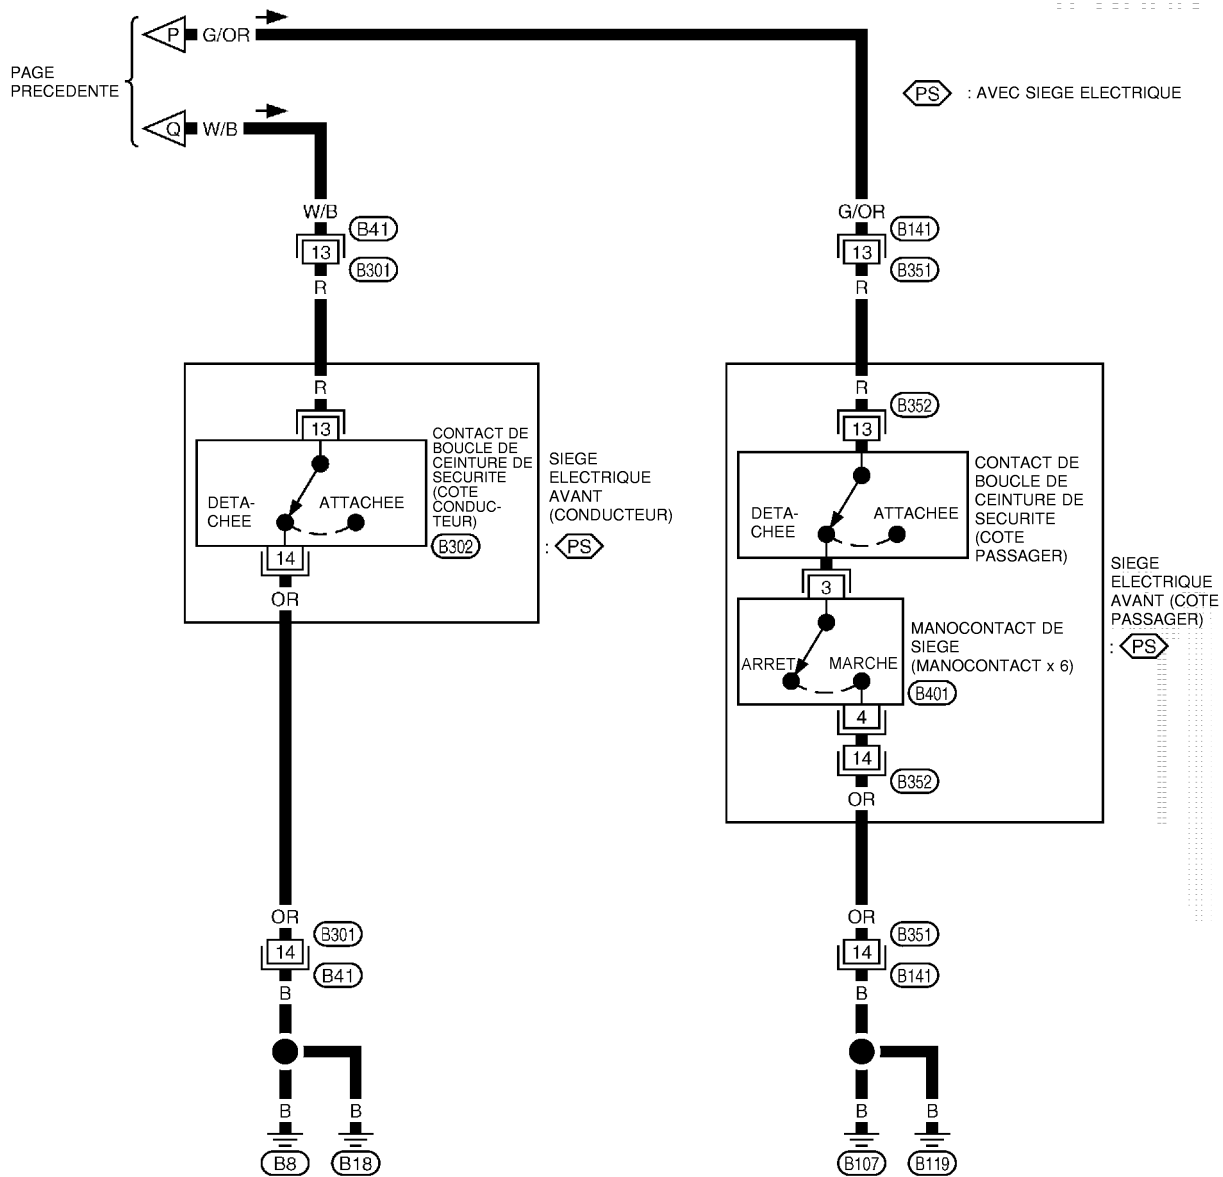 P G/OR
PAGE
PRECEDENTE
PS : AVEC SIEGE ELECTRIQUE
Q W/B
W/B
B41
13
B301
R
G/OR
B141
13
B351
R
R
13
CONTACT DE
BOUCLE DE
CEINTURE DE
SECURITE
(COTE
CONDUC-
TEUR)
B302
DETA-
CHEE
ATTACHEE
14
OR
SIEGE
ELECTRIQUE
AVANT
(CONDUCTEUR)
: PS
R
B352
13
CONTACT DE
BOUCLE DE
CEINTURE DE
SECURITE
(COTE
PASSAGER)
DETA-
CHEE
ATTACHEE
3
ARRET
MARCHE
MANOCONTACT DE
SIEGE
(MANOCONTACT x 6)
B401
4
14
B352
OR
SIEGE
ELECTRIQUE
AVANT (COTE
PASSAGER)
: PS
OR
B301
14
B41
B
B
B
B8
B18
OR
B351
14
B141
B
B
B
B107
B119